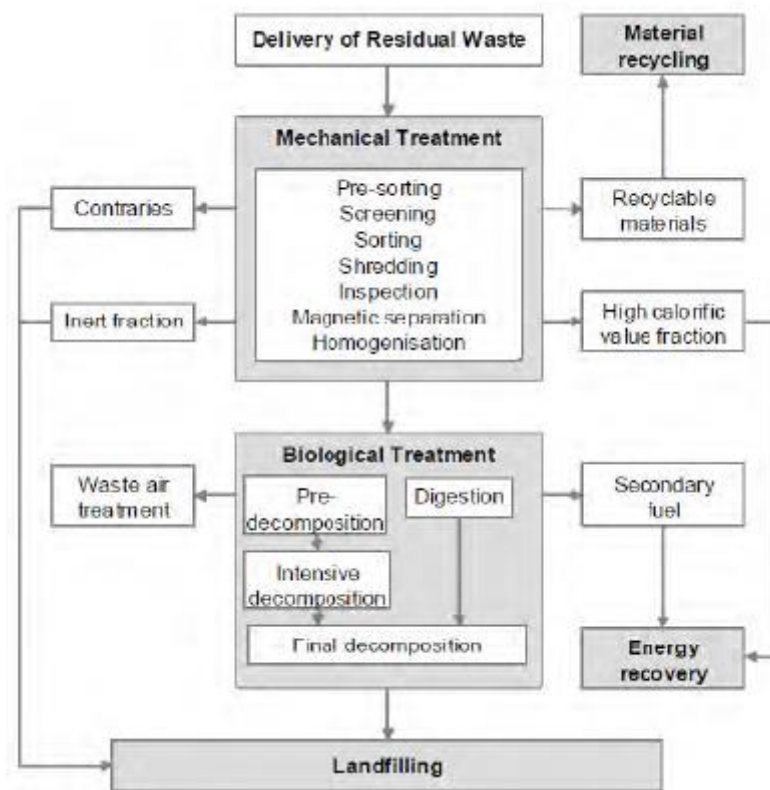 Delivery of Residual Waste
Material
recycling
Mechanical Treatment
Pre-sorting
Screening
Sorting
Shredding
Inspection
Magnetic separation
Homogenisation
Contraries
Recyclable
materials
Inert fraction
High calorific
value fraction
Biological Treatment
Waste air
treatment
Pre-
decomposition
Digestion
Secondary
fuel
Intensive
decomposition
Final decomposition
Energy
recovery
Landfilling